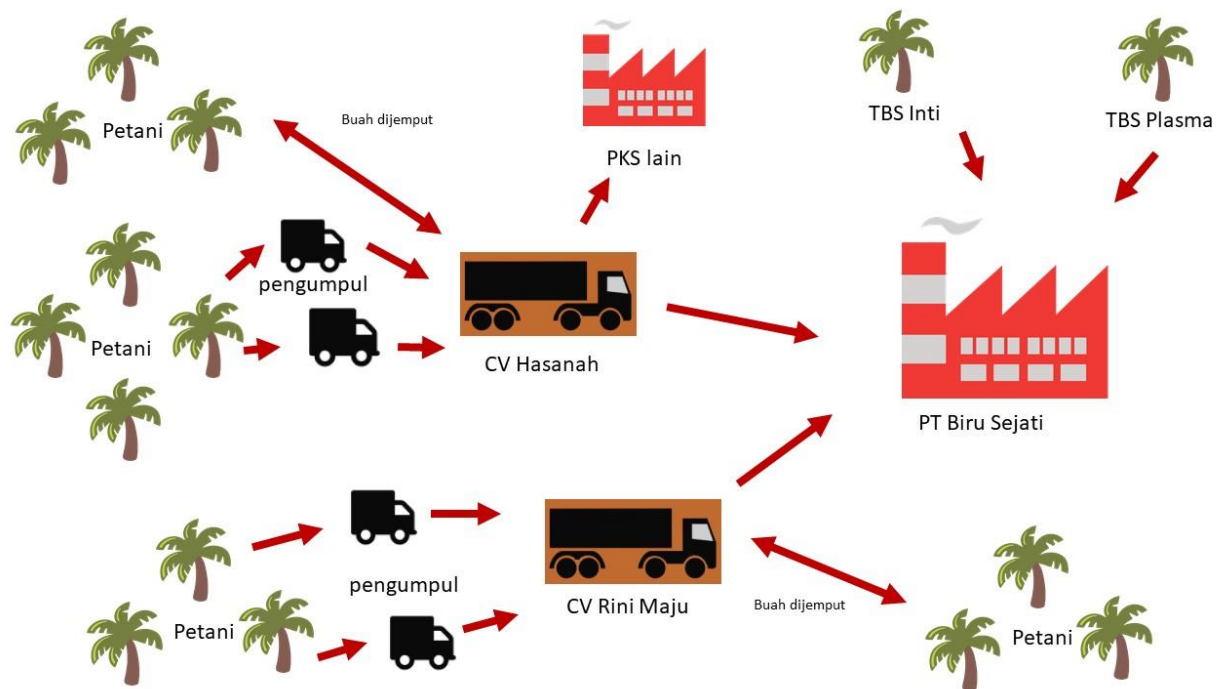 Petani
Buah dijemput
PKS lain
TBS Inti
TBS Plasma
pengumpul
Petani
CV Hasanah
PT Biru Sejati
pengumpul
Petani
CV Rini Maju
Buah dijemput
Petani